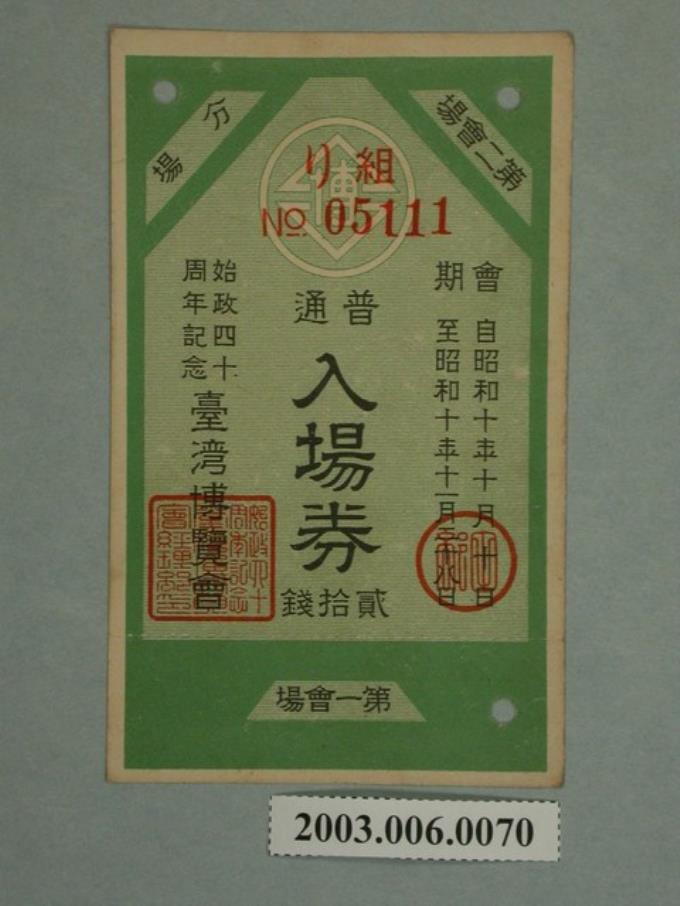 分場
第二會場
り組
No. 05111
會期
自昭和十年十月十日
至昭和十年十一月二十八日
普通
入場券
貳拾錢
始政四十
周年記念
臺灣博覽會
第一會場
2003.006.0070